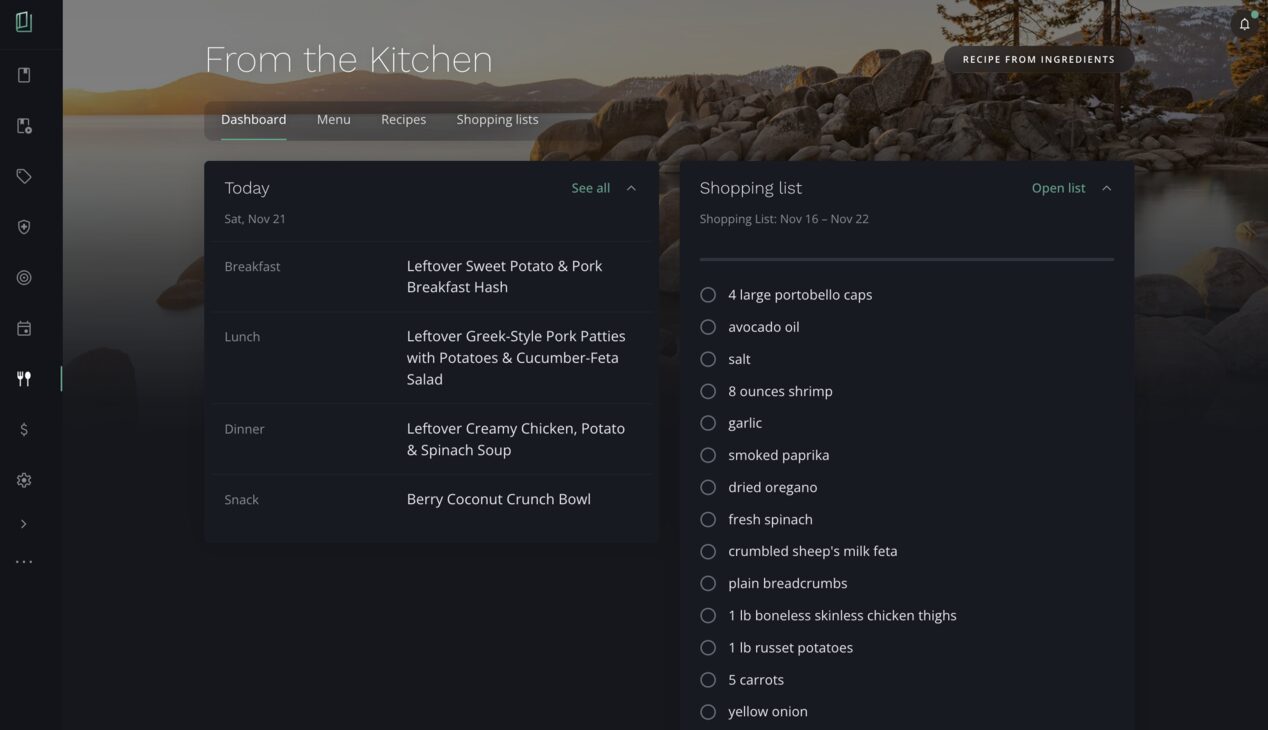 From the Kitchen
RECIPE FROM INGREDIENTS
Dashboard
Menu
Recipes
Shopping lists
Today
See all
Sat, Nov 21
Breakfast
Leftover Sweet Potato & Pork
Breakfast Hash
Lunch
Leftover Greek-Style Pork Patties
with Potatoes & Cucumber-Feta
Salad
Dinner
Leftover Creamy Chicken, Potato
& Spinach Soup
Snack
Berry Coconut Crunch Bowl
Shopping list
Open list
Shopping List: Nov 16 – Nov 22
4 large portobello caps
avocado oil
salt
8 ounces shrimp
garlic
smoked paprika
dried oregano
fresh spinach
crumbled sheep's milk feta
plain breadcrumbs
1 lb boneless skinless chicken thighs
1 lb russet potatoes
5 carrots
yellow onion